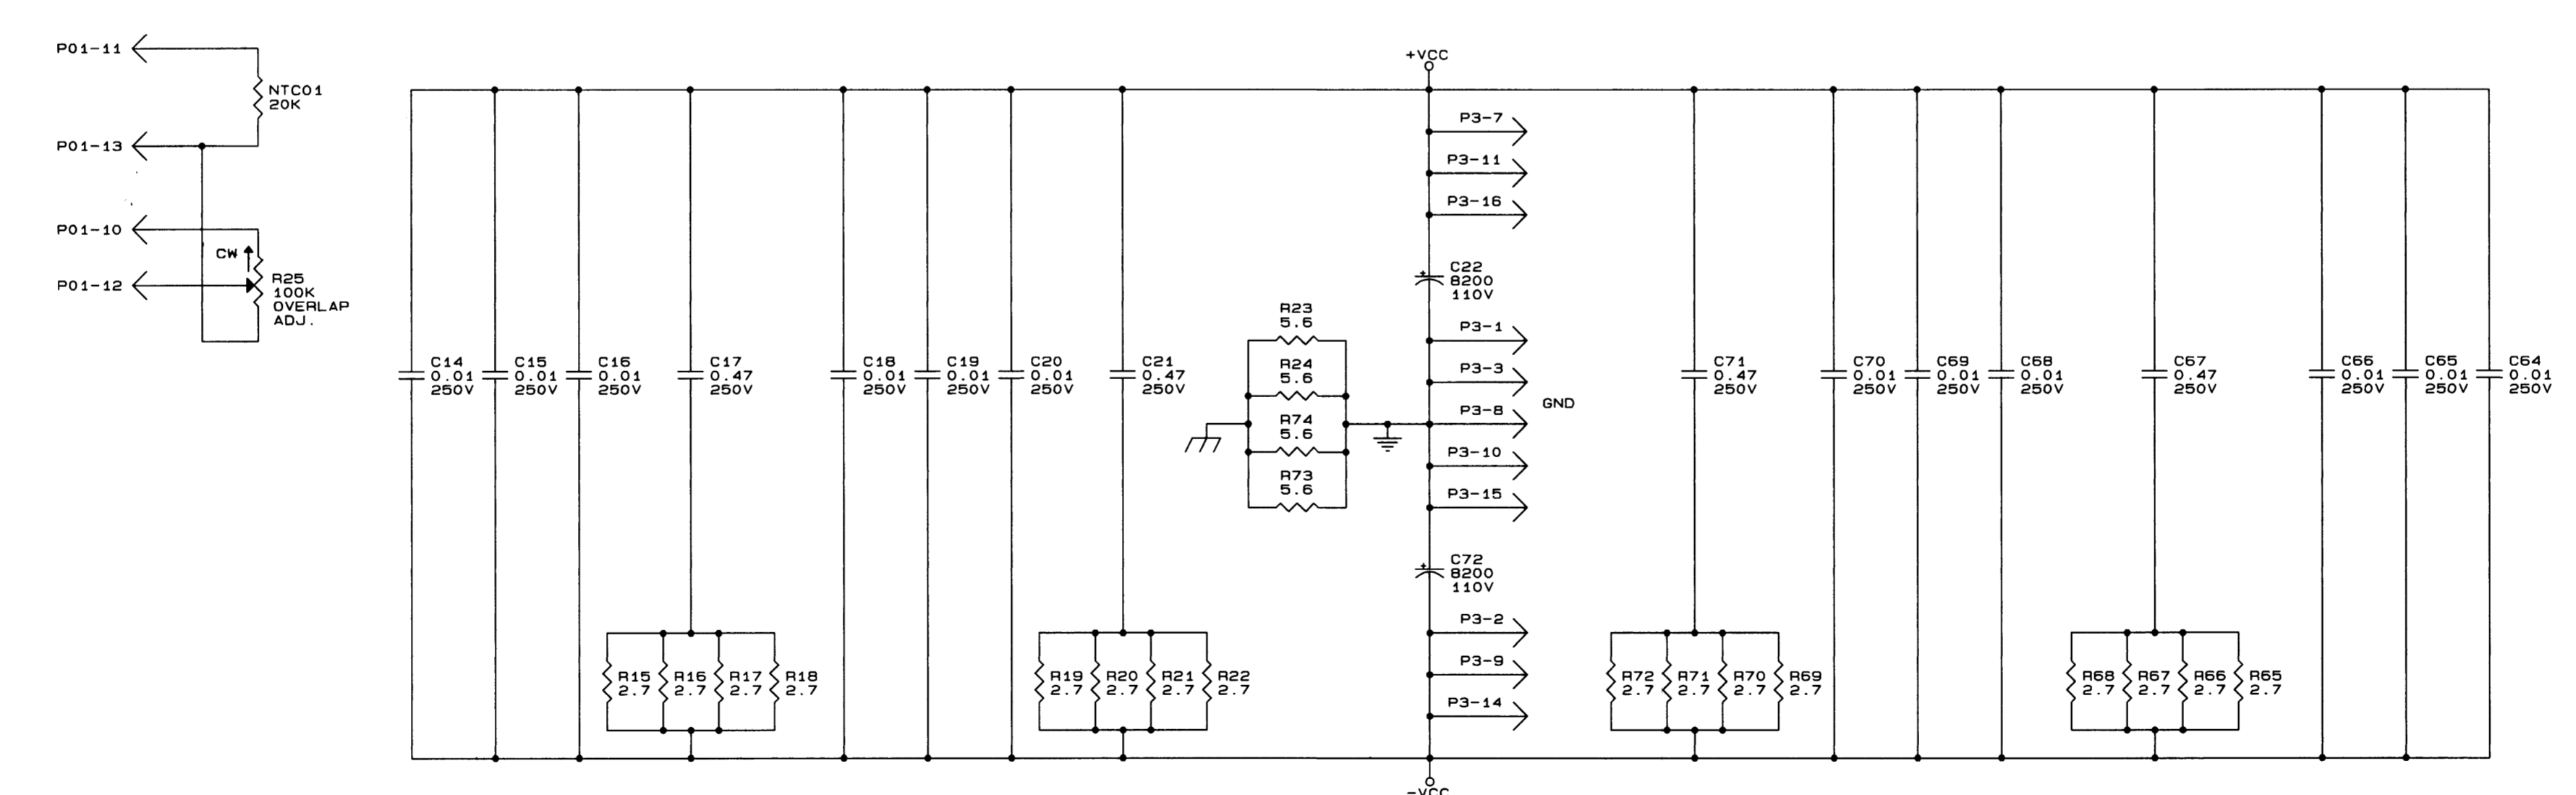 P01-11
NTC01
20K
P01-13
P01-10
CW
P01-12
R25
100K
OVERLAP
ADJ.
+VCC
P3-7
P3-11
P3-16
C22
8200
110V
R23
5.6
P3-1
R24
5.6
P3-3
GND
R74
5.6
P3-8
P3-10
R73
5.6
P3-15
C14
0.01
250V
C15
0.01
250V
C16
0.01
250V
C17
0.47
250V
C18
0.01
250V
C19
0.01
250V
C20
0.01
250V
C21
0.47
250V
C71
0.47
250V
C70
0.01
250V
C69
0.01
250V
C68
0.01
250V
C67
0.47
250V
C66
0.01
250V
C65
0.01
250V
C64
0.01
250V
C72
8200
110V
P3-2
P3-9
P3-14
R15
2.7
R16
2.7
R17
2.7
R18
2.7
R19
2.7
R20
2.7
R21
2.7
R22
2.7
R72
2.7
R71
2.7
R70
2.7
R69
2.7
R68
2.7
R67
2.7
R66
2.7
R65
2.7
-VCC